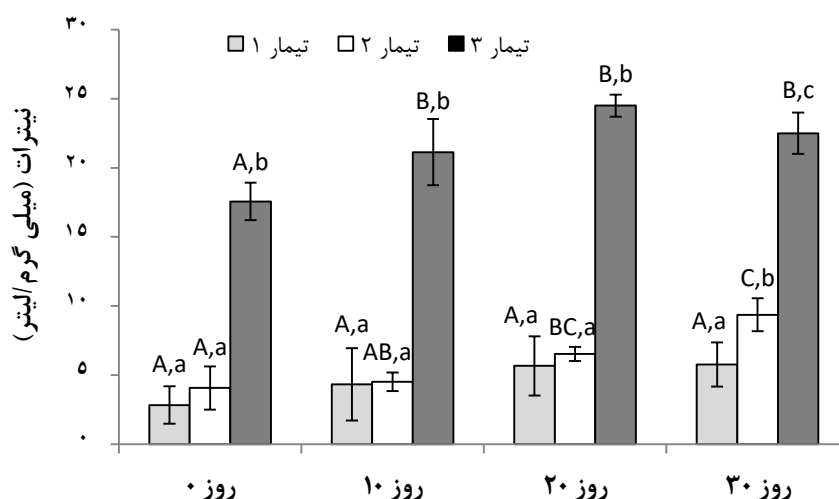 نیترات (میلی گرم/لیتر)
۳۰
۲۵
۲۰
۱۵
۱۰
۵
۰
تیمار ۱ تیمار ۲ تیمار ۳
A,a A,a A,b
A,a AB,a B,b
A,a BC,a B,b
A,a C,b B,c
روز ۰ روز ۱۰ روز ۲۰ روز ۳۰